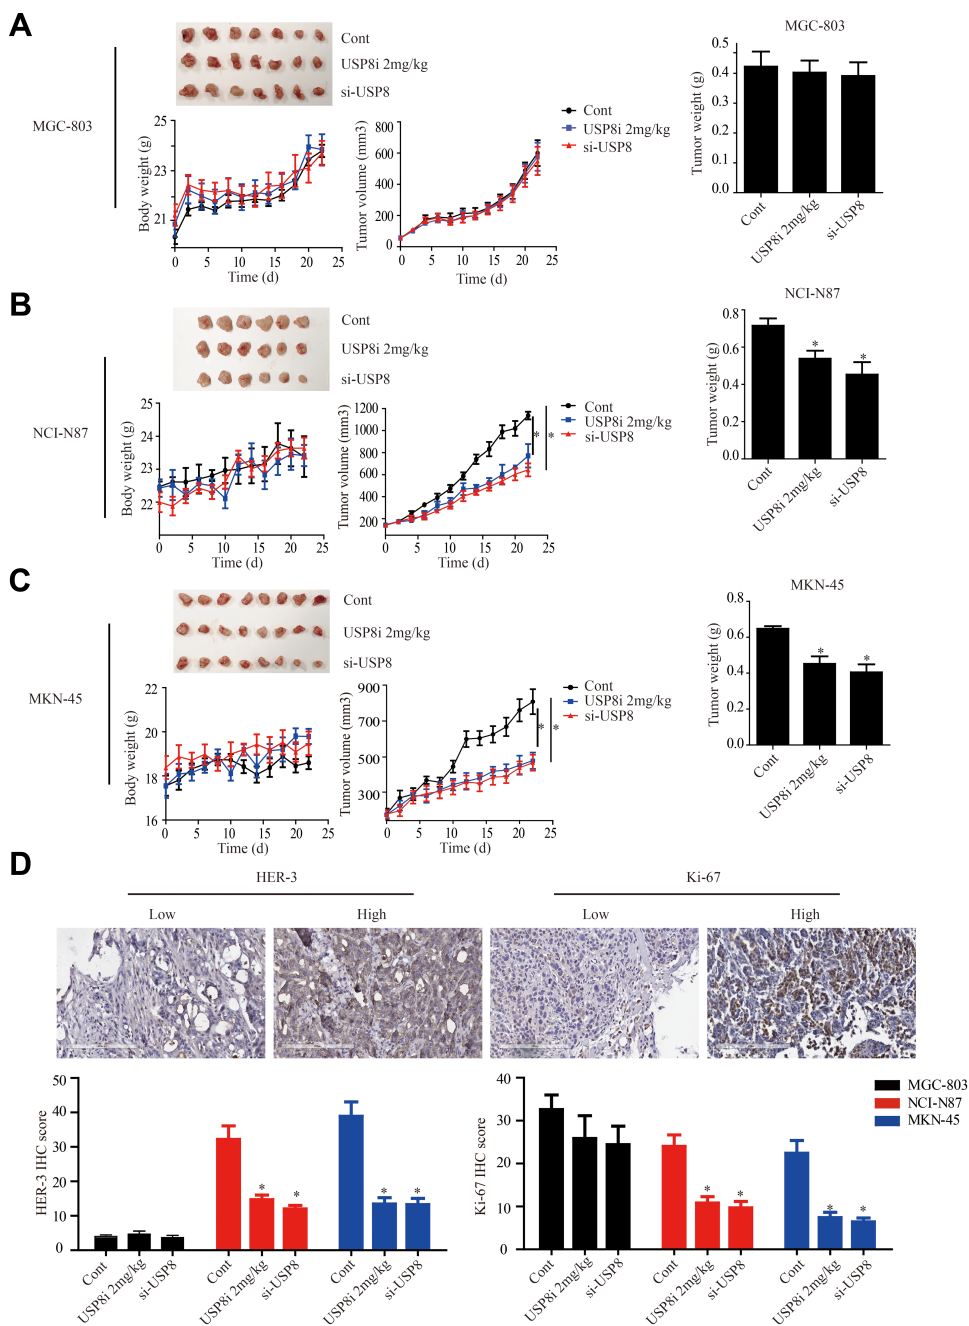 A
MGC-803
Cont
USP8i 2mg/kg
si-USP8
Body weight (g)
25
23
21
0 5 10 15 20 25
Time (d)
Tumor volume (mm3)
800
600
400
200
0
0 5 10 15 20 25
Time (d)
Cont
USP8i 2mg/kg
si-USP8
MGC-803
Tumor weight (g)
0.5
0.4
0.2
0.1
0.0
Cont
USP8i 2mg/kg
si-USP8
B
NCI-N87
Cont
USP8i 2mg/kg
si-USP8
Body weight (g)
25
24
23
22
0 5 10 15 20 25
Time (d)
Tumor volume (mm3)
1200
1000
800
600
400
200
0 5 10 15 20 25
Time (d)
Cont
USP8i 2mg/kg
si-USP8
* *
NCI-N87
Tumor weight (g)
0.8
0.6
0.4
0.2
0.0
* *
Cont
USP8i 2mg/kg
si-USP8
C
MKN-45
Cont
USP8i 2mg/kg
si-USP8
Body weight (g)
22
20
18
16
0 5 10 15 20 25
Time (d)
Tumor volume (mm3)
900
700
500
300
0 5 10 15 20 25
Time (d)
Cont
USP8i 2mg/kg
si-USP8
* *
MKN-45
Tumor weight (g)
0.8
0.6
0.4
0.2
0.0
* *
Cont
USP8i 2mg/kg
si-USP8
D
HER-3
Low High
Ki-67
Low High
HER-3 IHC score
50
40
30
20
10
0
* * * *
Cont
USP8i 2mg/kg
si-USP8
Cont
USP8i 2mg/kg
si-USP8
Cont
USP8i 2mg/kg
si-USP8
Ki-67 IHC score
40
30
20
10
0
* * * *
Cont
USP8i 2mg/kg
si-USP8
Cont
USP8i 2mg/kg
si-USP8
Cont
USP8i 2mg/kg
si-USP8
MGC-803
NCI-N87
MKN-45